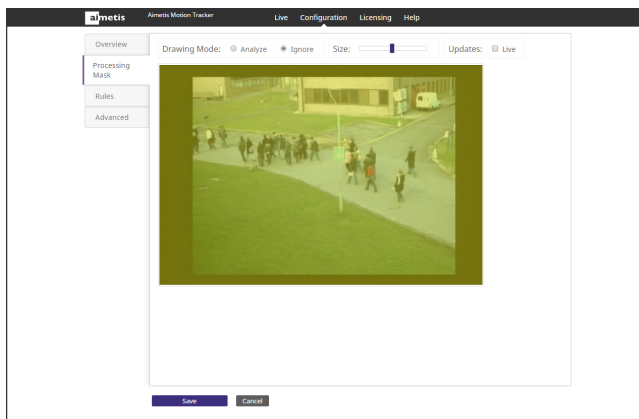 aimetis Aimetis Motion Tracker Live Configuration Licensing Help
Overview
Drawing Mode: Analyze Ignore Size: Updates: Live
Processing
Mask
Rules
Advanced
Save Cancel